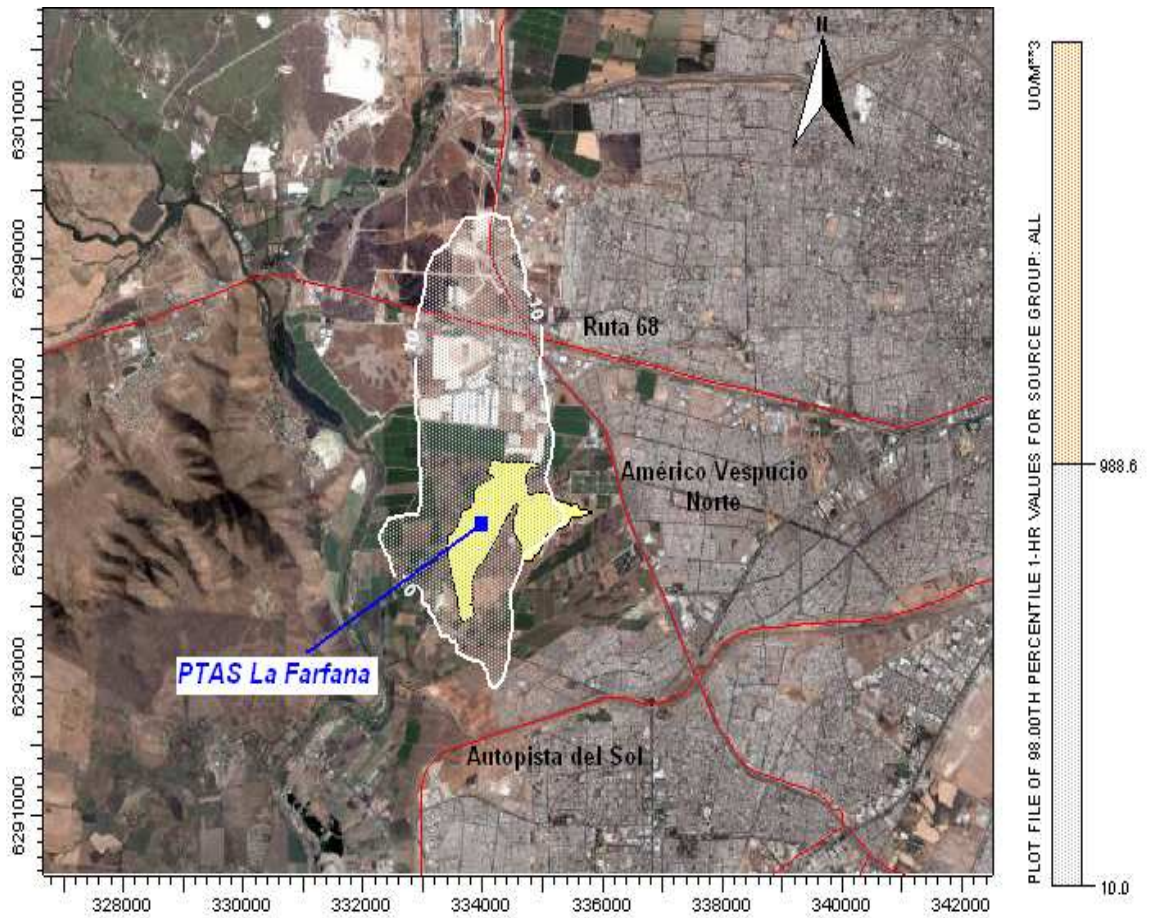 N
Ruta 68
Américo Vespucio
Norte
PTAS La Farfana
Autopista del Sol
10
10
6301000
6299000
6297000
6295000
6293000
6291000
328000
330000
332000
334000
336000
338000
340000
342000
PLOT FILE OF 98.00TH PERCENTILE 1-HR VALUES FOR SOURCE GROUP: ALL
UO/M**3
988.6
10.0